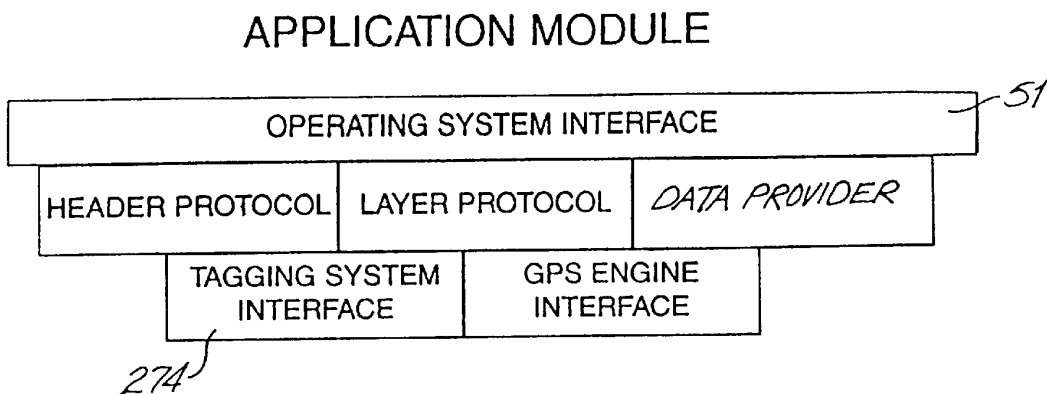 APPLICATION MODULE
51
OPERATING SYSTEM INTERFACE
HEADER PROTOCOL
LAYER PROTOCOL
DATA PROVIDER
TAGGING SYSTEM
INTERFACE
GPS ENGINE
INTERFACE
274